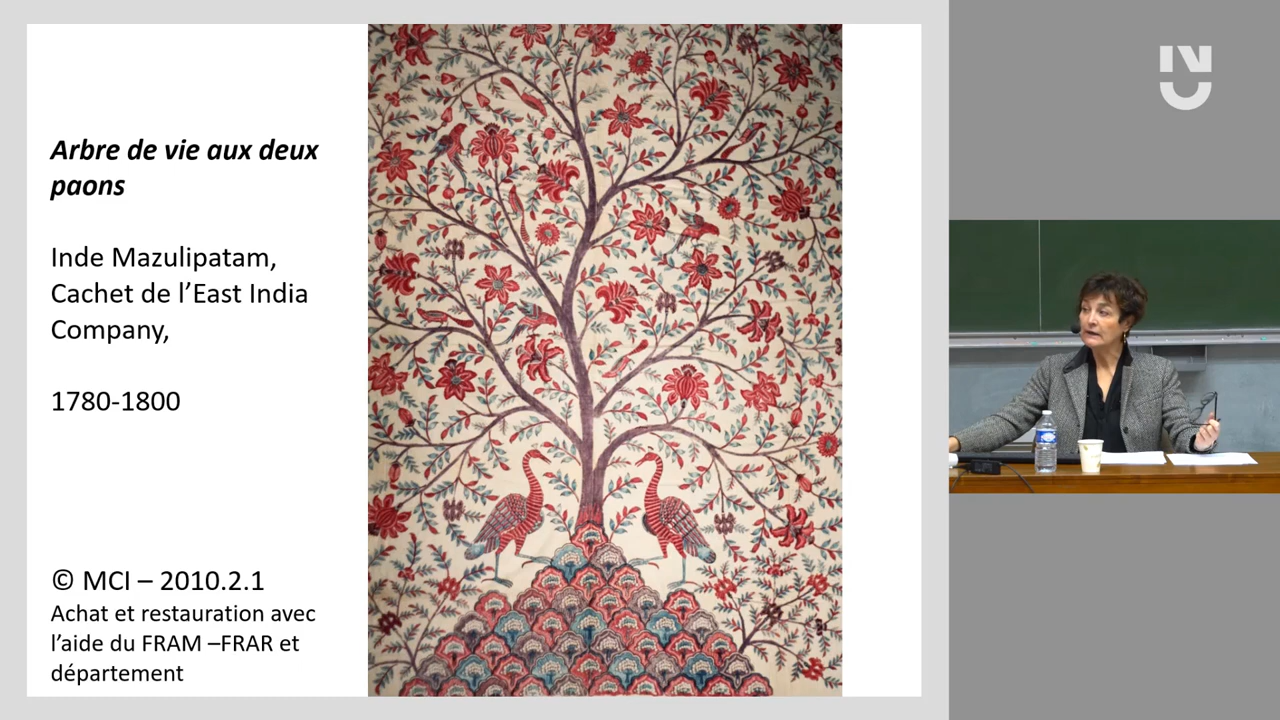 Arbre de vie aux deux
paons
Inde Mazulipatam,
Cachet de l’East India
Company,
1780-1800
© MCI – 2010.2.1
Achat et restauration avec
l’aide du FRAM –FRAR et
département